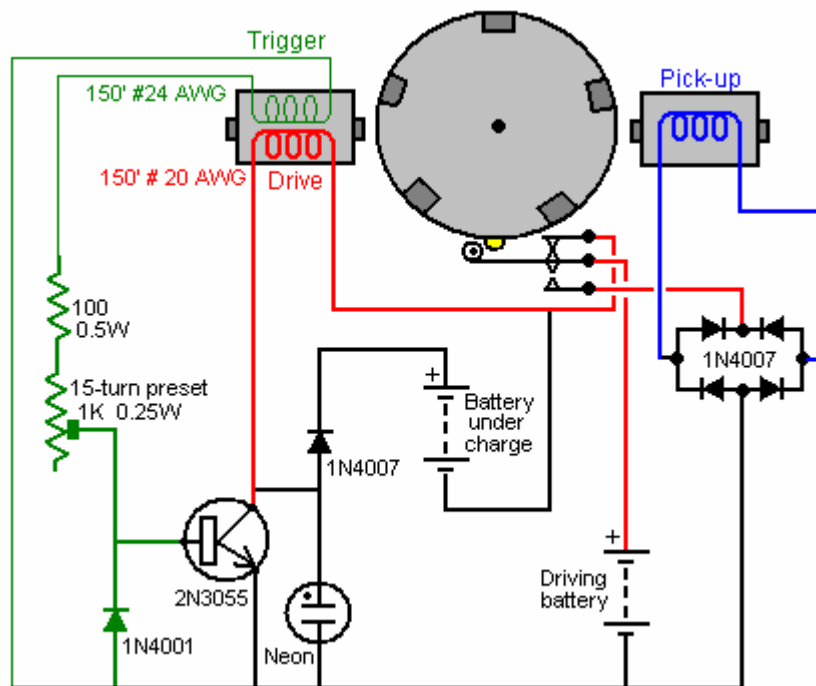 Trigger
150' #24 AWG
150' # 20 AWG
Drive
Pick-up
100
0.5W
15-turn preset
1K 0.25W
1N4007
+
Battery
under
charge
1N4007
2N3055
1N4001
Neon
+
Driving
battery